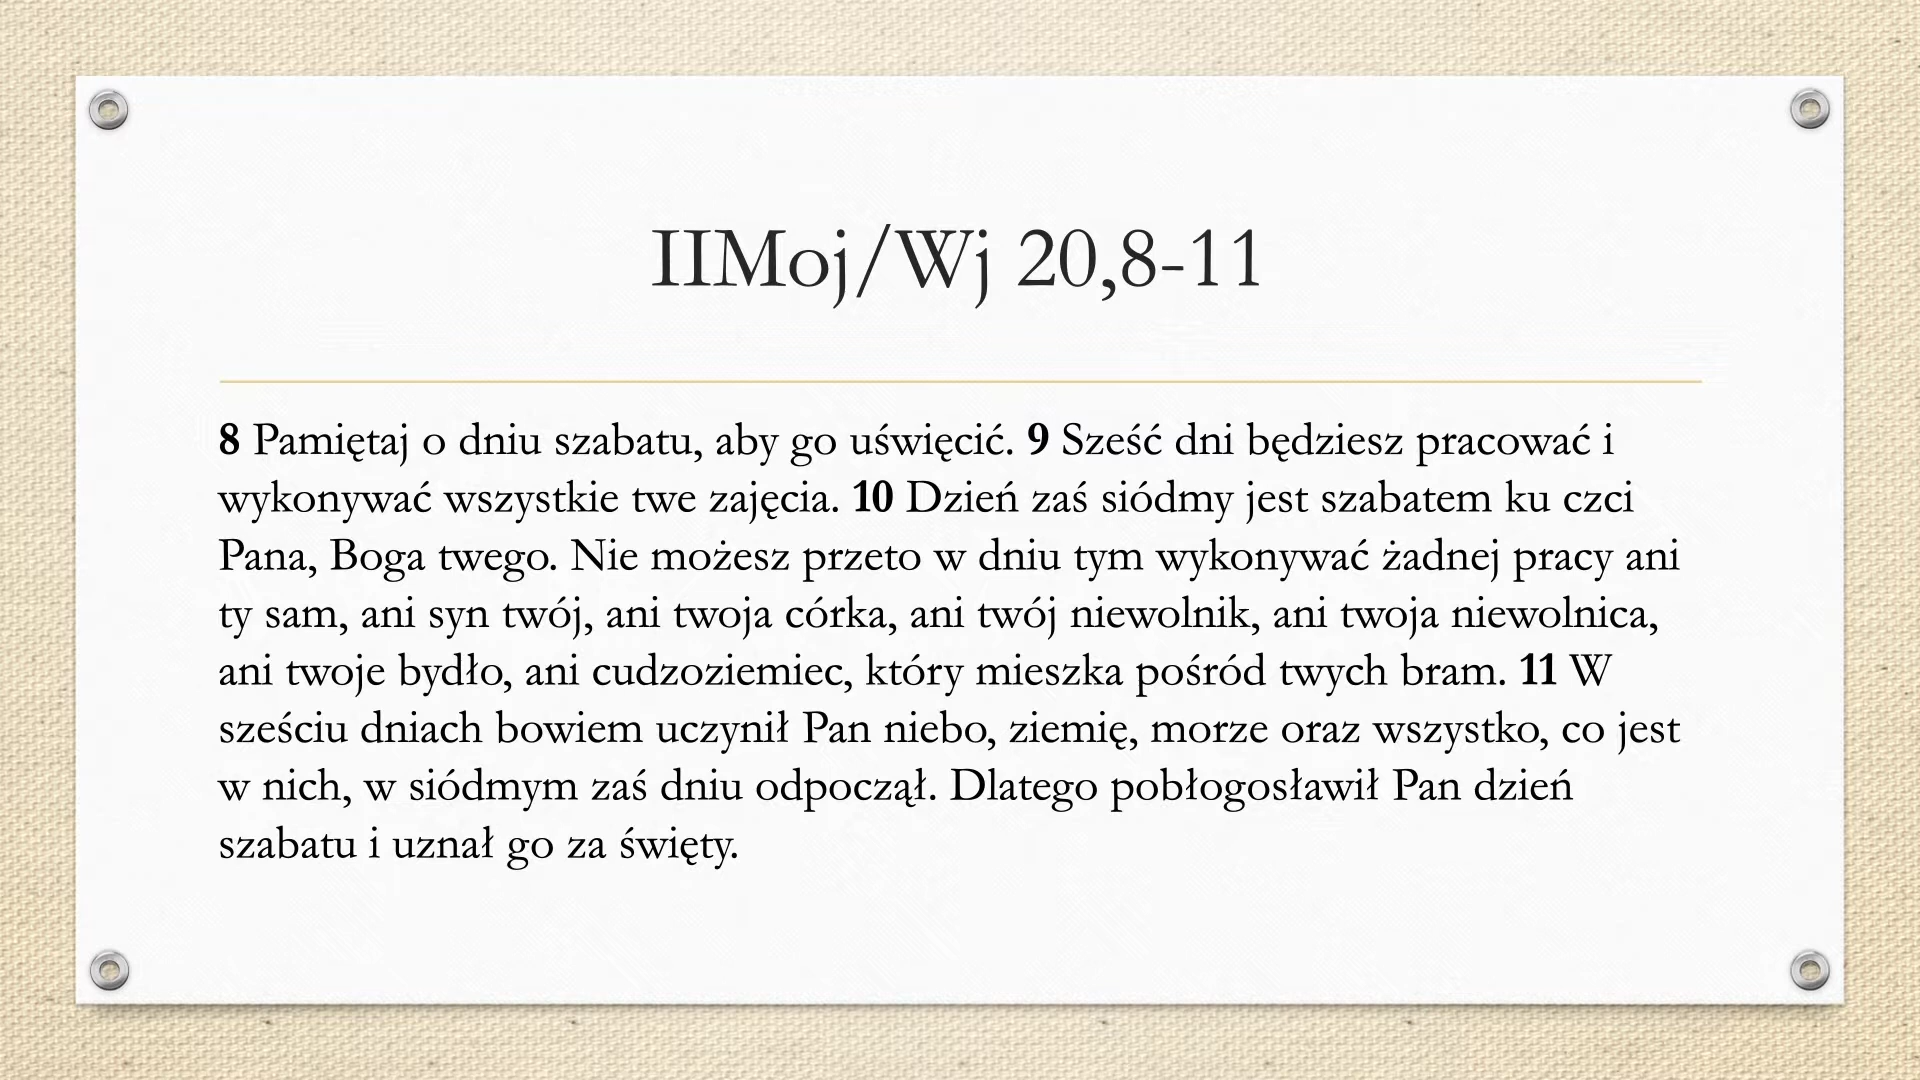 IIMoj/Wj 20,8-11
8 Pamiętaj o dniu szabatu, aby go uświęcić. 9 Sześć dni będziesz pracować i
wykonywać wszystkie twe zajęcia. 10 Dzień zaś siódmy jest szabatem ku czci
Pana, Boga twego. Nie możesz przeto w dniu tym wykonywać żadnej pracy ani
ty sam, ani syn twój, ani twoja córka, ani twój niewolnik, ani twoja niewolnica,
ani twoje bydło, ani cudzoziemiec, który mieszka pośród twych bram. 11 W
sześciu dniach bowiem uczynił Pan niebo, ziemię, morze oraz wszystko, co jest
w nich, w siódmym zaś dniu odpoczął. Dlatego pobłogosławił Pan dzień
szabatu i uznał go za święty.